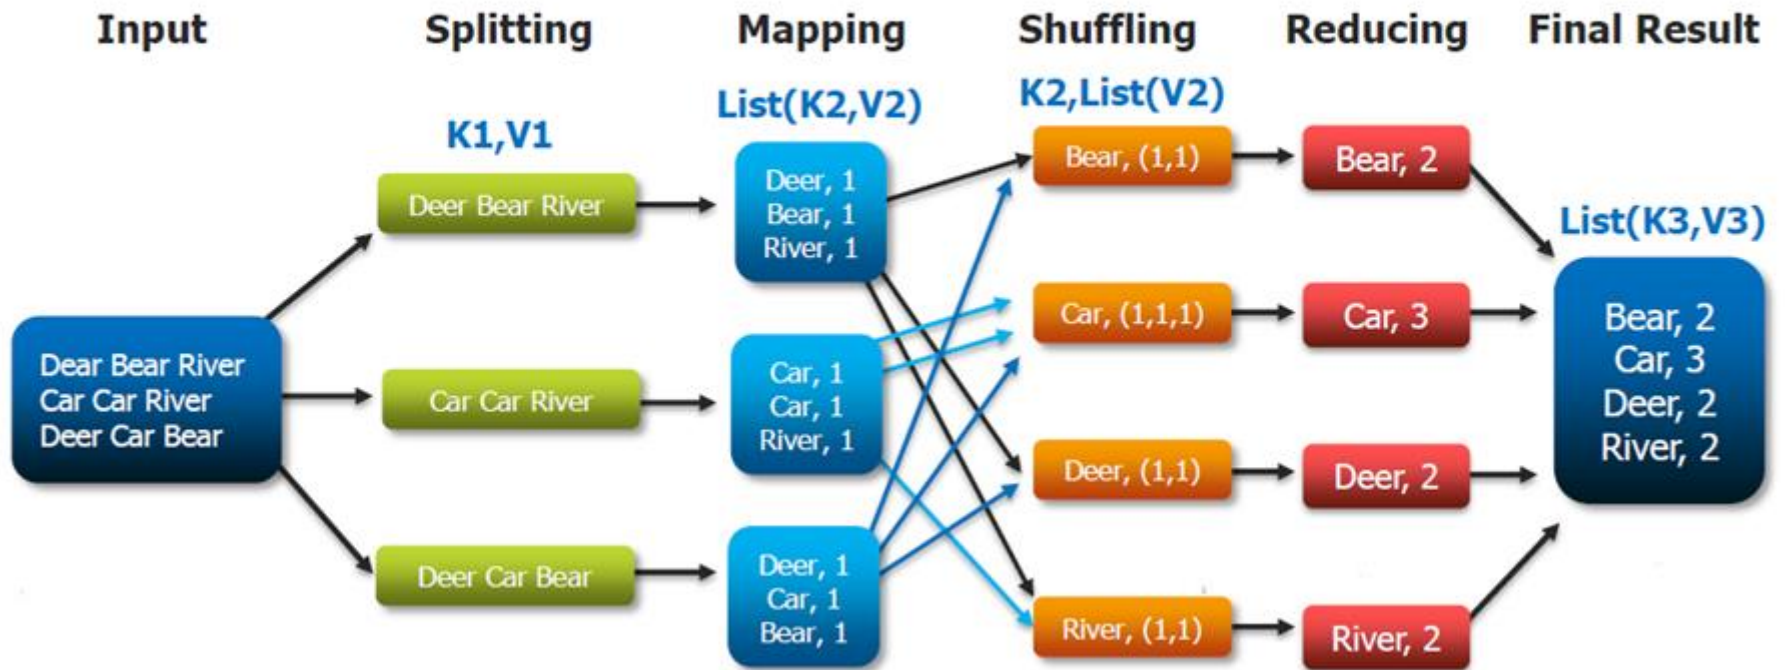 Input
Splitting
Mapping
Shuffling
Reducing
Final Result
K1,V1
List(K2,V2)
K2,List(V2)
List(K3,V3)
Dear Bear River
Car Car River
Deer Car Bear
Deer Bear River
Car Car River
Deer Car Bear
Deer, 1
Bear, 1
River, 1
Car, 1
Car, 1
River, 1
Deer, 1
Car, 1
Bear, 1
Bear, (1,1)
Car, (1,1,1)
Deer, (1,1)
River, (1,1)
Bear, 2
Car, 3
Deer, 2
River, 2
Bear, 2
Car, 3
Deer, 2
River, 2